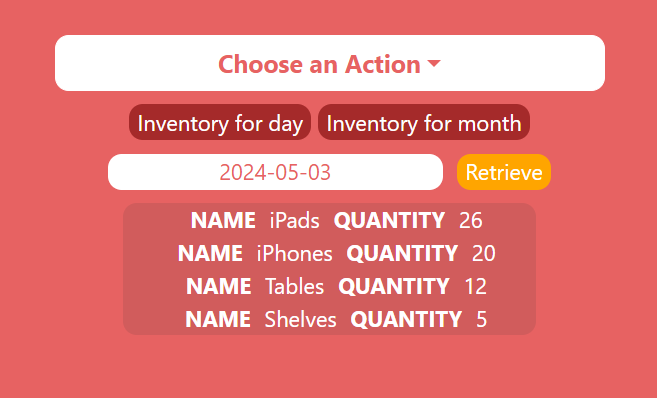 Choose an Action
Inventory for day Inventory for month
2024-05-03 Retrieve
NAME iPads QUANTITY 26
NAME iPhones QUANTITY 20
NAME Tables QUANTITY 12
NAME Shelves QUANTITY 5